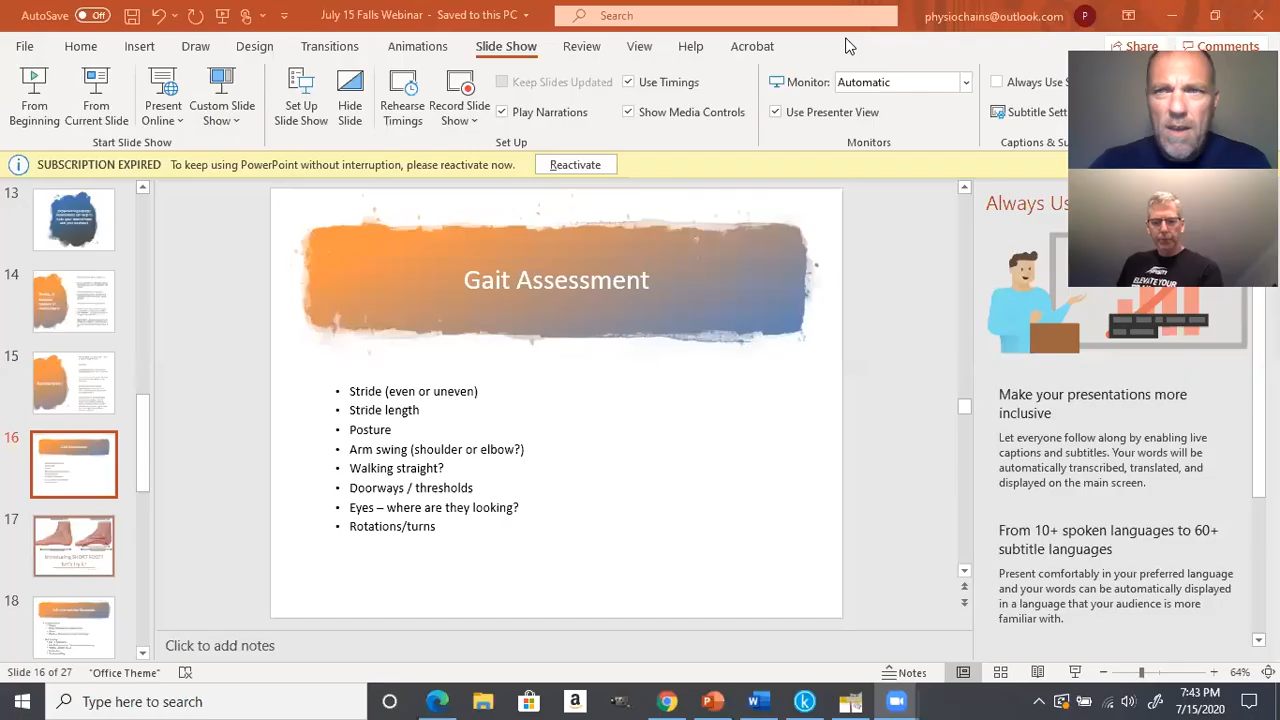 AutoSave Off July 15 Falls Webinar - Saved to this PC Search physiochains@outlook.com P
File Home Insert Draw Design Transitions Animations Slide Show Review View Help Acrobat Share Comments
From Beginning
From Current Slide
Present Online
Custom Slide Show
Start Slide Show
Set Up Slide Show
Hide Slide
Rehearse Timings
Record Slide Show
Keep Slides Updated
Play Narrations
Use Timings
Show Media Controls
Set Up
Monitor: Automatic
Use Presenter View
Monitors
Always Use S
Subtitle Sett
Captions & Su
SUBSCRIPTION EXPIRED To keep using PowerPoint without interruption, please reactivate now. Reactivate
13
14
15
16
17
18
Gait Assessment
• Stride (even or uneven)
• Stride length
• Posture
• Arm swing (shoulder or elbow?)
• Walking straight?
• Doorways / thresholds
• Eyes – where are they looking?
• Rotations/turns
Always Us
ELEVATE YOUR
Make your presentations more
inclusive
Let everyone follow along by enabling live
captions and subtitles. Your words will be
automatically transcribed, translated, and
displayed on the main screen.
From 10+ spoken languages to 60+
subtitle languages
Present comfortably in your preferred language
and your words can be automatically displayed
in a language that your audience is more
familiar with.
Click to add notes
Slide 16 of 27 "Office Theme" Notes 64%
Type here to search
7:43 PM
7/15/2020